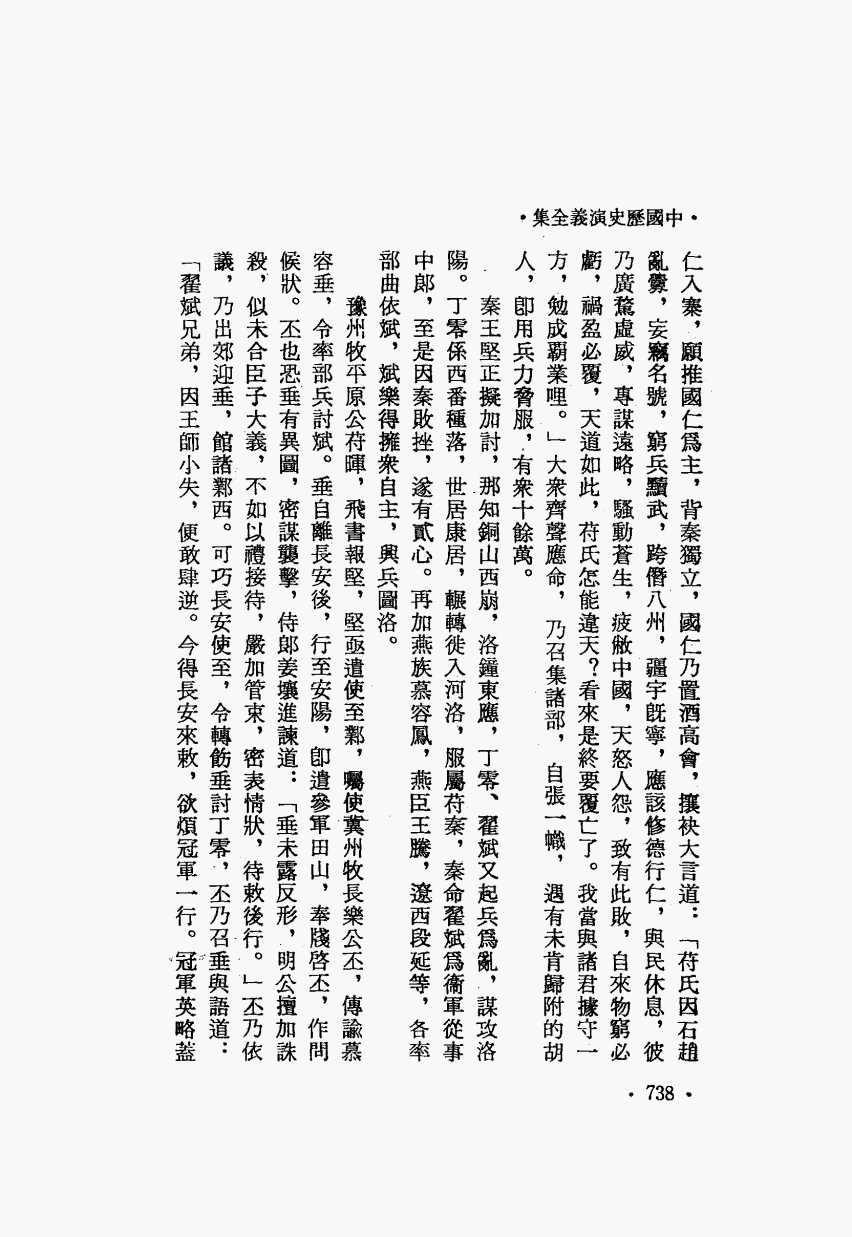 ·中國歷史演義全集·
仁入寨，願推國仁爲主，背秦獨立，國仁乃置酒高會，攘袂大言道：「苻氏因石趙
亂釁，妄竊名號，窮兵黷武，跨僭八州，疆宇旣寧，應該修德行仁，與民休息，彼
乃廣騖虛威，專謀遠略，騷動蒼生，疲敝中國，天怒人怨，致有此敗，自來物窮必
虧，禍盈必覆，天道如此，苻氏怎能違天？看來是終要覆亡了。我當與諸君據守一
方，勉成霸業哩。」大衆齊聲應命，乃召集諸部，自張一幟，遇有未肯歸附的胡
人，卽用兵力脅服，有衆十餘萬。
秦王堅正擬加討，那知銅山西崩，洛鐘東應，丁零、翟斌又起兵爲亂，謀攻洛
陽。丁零係西番種落，世居康居，輾轉徙入河洛，服屬苻秦，秦命翟斌爲衞軍從事
中郎，至是因秦敗挫，遂有貳心。再加燕族慕容鳳，燕臣王騰，遼西段延等，各率
部曲依斌，斌樂得擁衆自主，興兵圖洛。
豫州牧平原公苻暉，飛書報堅，堅亟遣使至鄴，囑使冀州牧長樂公丕，傳諭慕
容垂，令率部兵討斌。垂自離長安後，行至安陽，卽遣參軍田山，奉牋啓丕，作問
候狀。丕也恐垂有異圖，密謀襲擊，侍郎姜壤進諫道：「垂未露反形，明公擅加誅
殺，似未合臣子大義，不如以禮接待，嚴加管束，密表情狀，待敕後行。」丕乃依
議，乃出郊迎垂，館諸鄴西。可巧長安使至，令轉飭垂討丁零，丕乃召垂與語道：
「翟斌兄弟，因王師小失，便敢肆逆。今得長安來敕，欲煩冠軍一行。冠軍英略蓋
· 738 ·